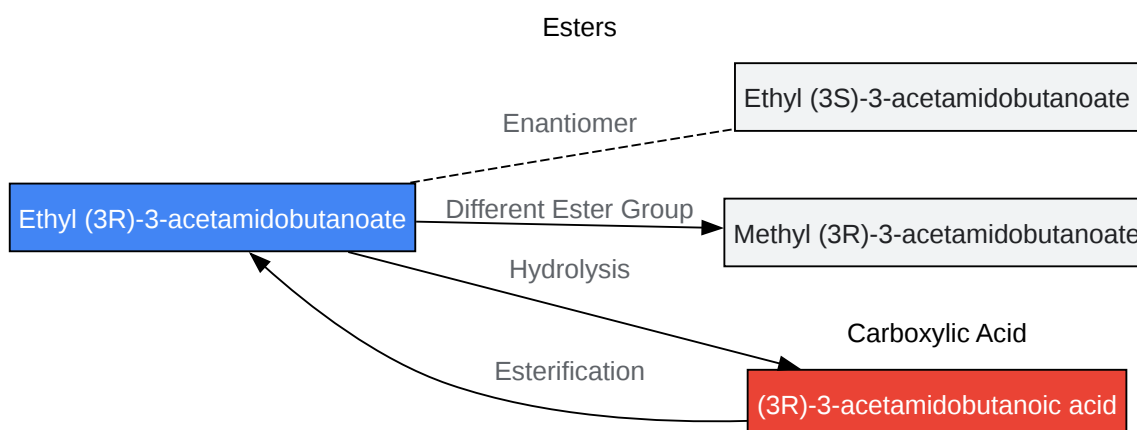 Esters
Ethyl (3S)-3-acetamidobutanoate
Enantiomer
Ethyl (3R)-3-acetamidobutanoate
Different Ester Group
Methyl (3R)-3-acetamidobutanoate
Hydrolysis
Carboxylic Acid
Esterification
(3R)-3-acetamidobutanoic acid